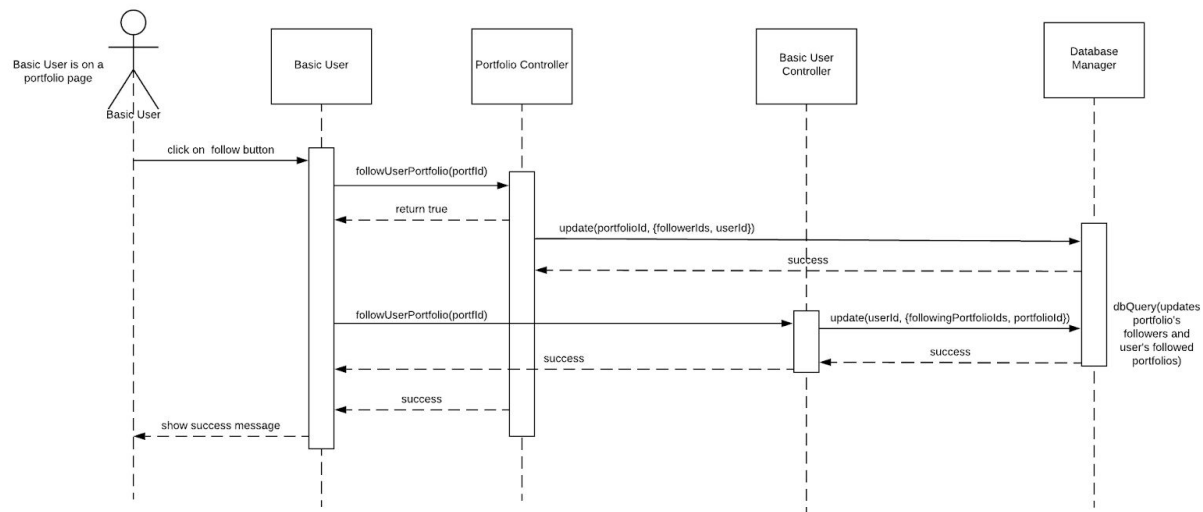 Basic User is on a
portfolio page
Basic User
Basic User
Portfolio Controller
Basic User
Controller
Database
Manager
click on follow button
followUserPortfolio(portfId)
return true
update(portfolioId, {followerIds, userId})
success
followUserPortfolio(portfId)
update(userId, {followingPortfolioIds, portfolioId})
dbQuery(updates
portfolio's
followers and
user's followed
portfolios)
success
success
success
show success message